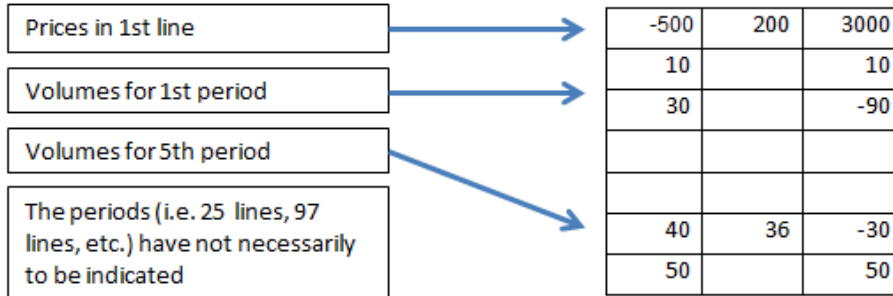 Prices in 1st line
Volumes for 1st period
Volumes for 5th period
The periods (i.e. 25 lines, 97
lines, etc.) have not necessarily
to be indicated
-500 200 3000
10 10
30 -90
40 36 -30
50 50